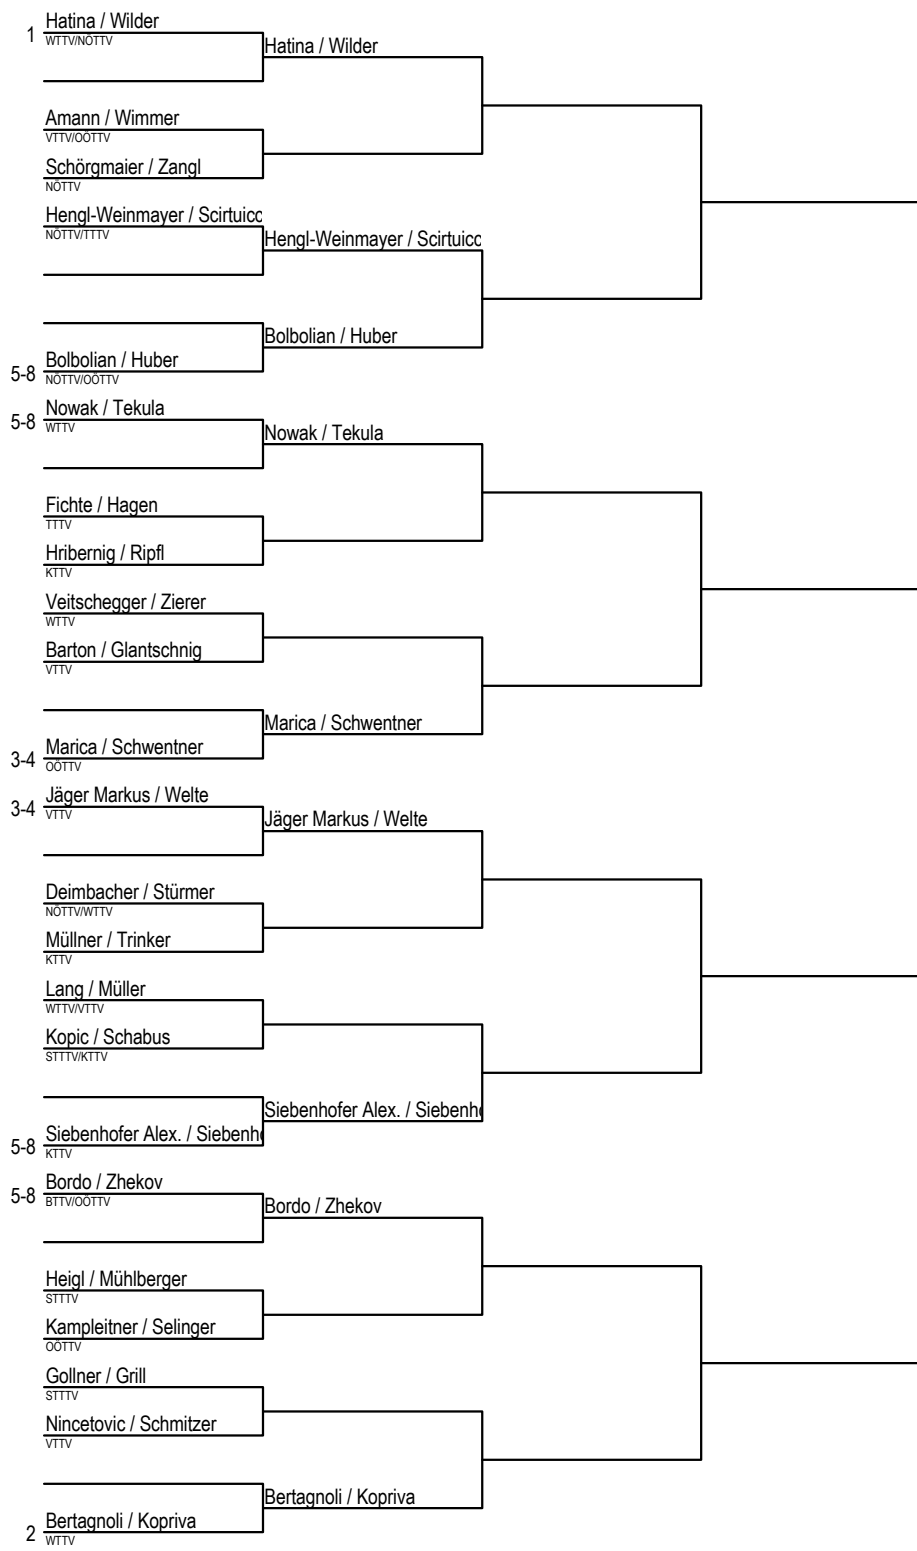 Hatina / Wilder
1
WTTV/NÖTTV
Hatina / Wilder
Amann / Wimmer
VTTV/OÖTTV
Schörgmaier / Zangl
NÖTTV
Hengl-Weinmayer / Scirtuicc
NÖTTV/TTTV
Hengl-Weinmayer / Scirtuicc
Bolbolian / Huber
Bolbolian / Huber
5-8
NÖTTV/OÖTTV
Nowak / Tekula
5-8
WTTV
Nowak / Tekula
Fichte / Hagen
TTTV
Hribernig / Ripfl
KTTV
Veitschegger / Zierer
WTTV
Barton / Glantschnig
VTTV
Marica / Schwentner
Marica / Schwentner
3-4
OÖTTV
Jäger Markus / Welte
3-4
VTTV
Jäger Markus / Welte
Deimbacher / Stürmer
NÖTTV/WTTV
Müllner / Trinker
KTTV
Lang / Müller
WTTV/VTTV
Kopic / Schabus
STTTV/KTTV
Siebenhofer Alex. / Siebenh
Siebenhofer Alex. / Siebenh
5-8
KTTV
Bordo / Zhekov
5-8
BTTV/OÖTTV
Bordo / Zhekov
Heigl / Mühlberger
STTTV
Kampleitner / Selinger
OÖTTV
Gollner / Grill
STTTV
Nincetovic / Schmitzer
VTTV
Bertagnoli / Kopriva
Bertagnoli / Kopriva
2
WTTV